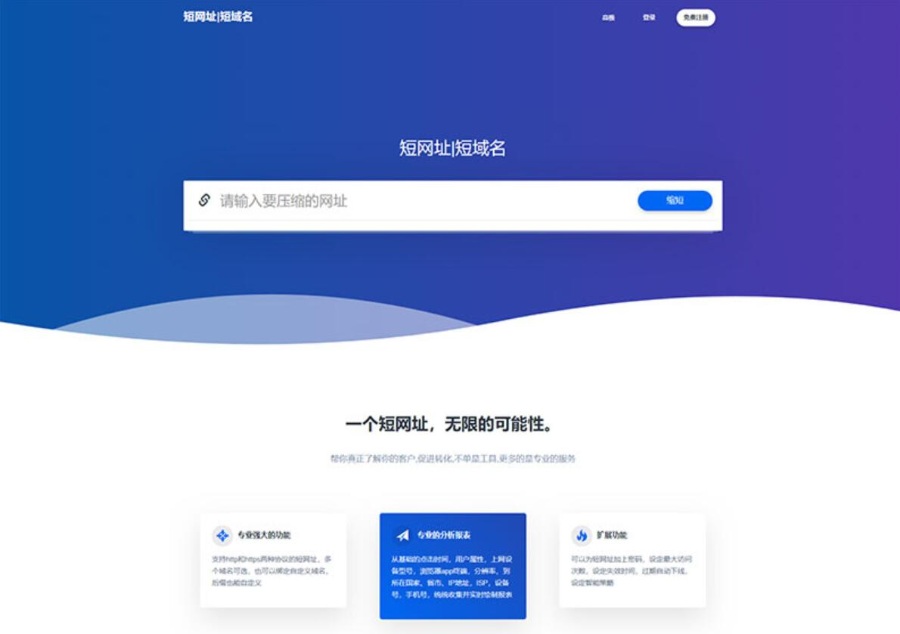 短网址|短域名
登录
免费注册
短网址|短域名
请输入要压缩的网址
缩短
一个短网址，无限的可能性。
帮你真正了解你的客户,促进转化,不单是工具,更多的是专业的服务
专业强大的功能
支持http和https两种协议的短网址，多
个域名可选，也可以绑定自定义域名，
后缀也能自定义
专业的分析报表
从基础的点击时间、用户属性，上网设
备型号，浏览器app终端、分辨率、到
所在国家、城市、IP地址，ISP，设备
号，手机号，统统收集并实时绘制报表
扩展功能
可以为短网址加上密码、设定最大访问
次数、设定失效时间、过期自动下线、
设定智能策略